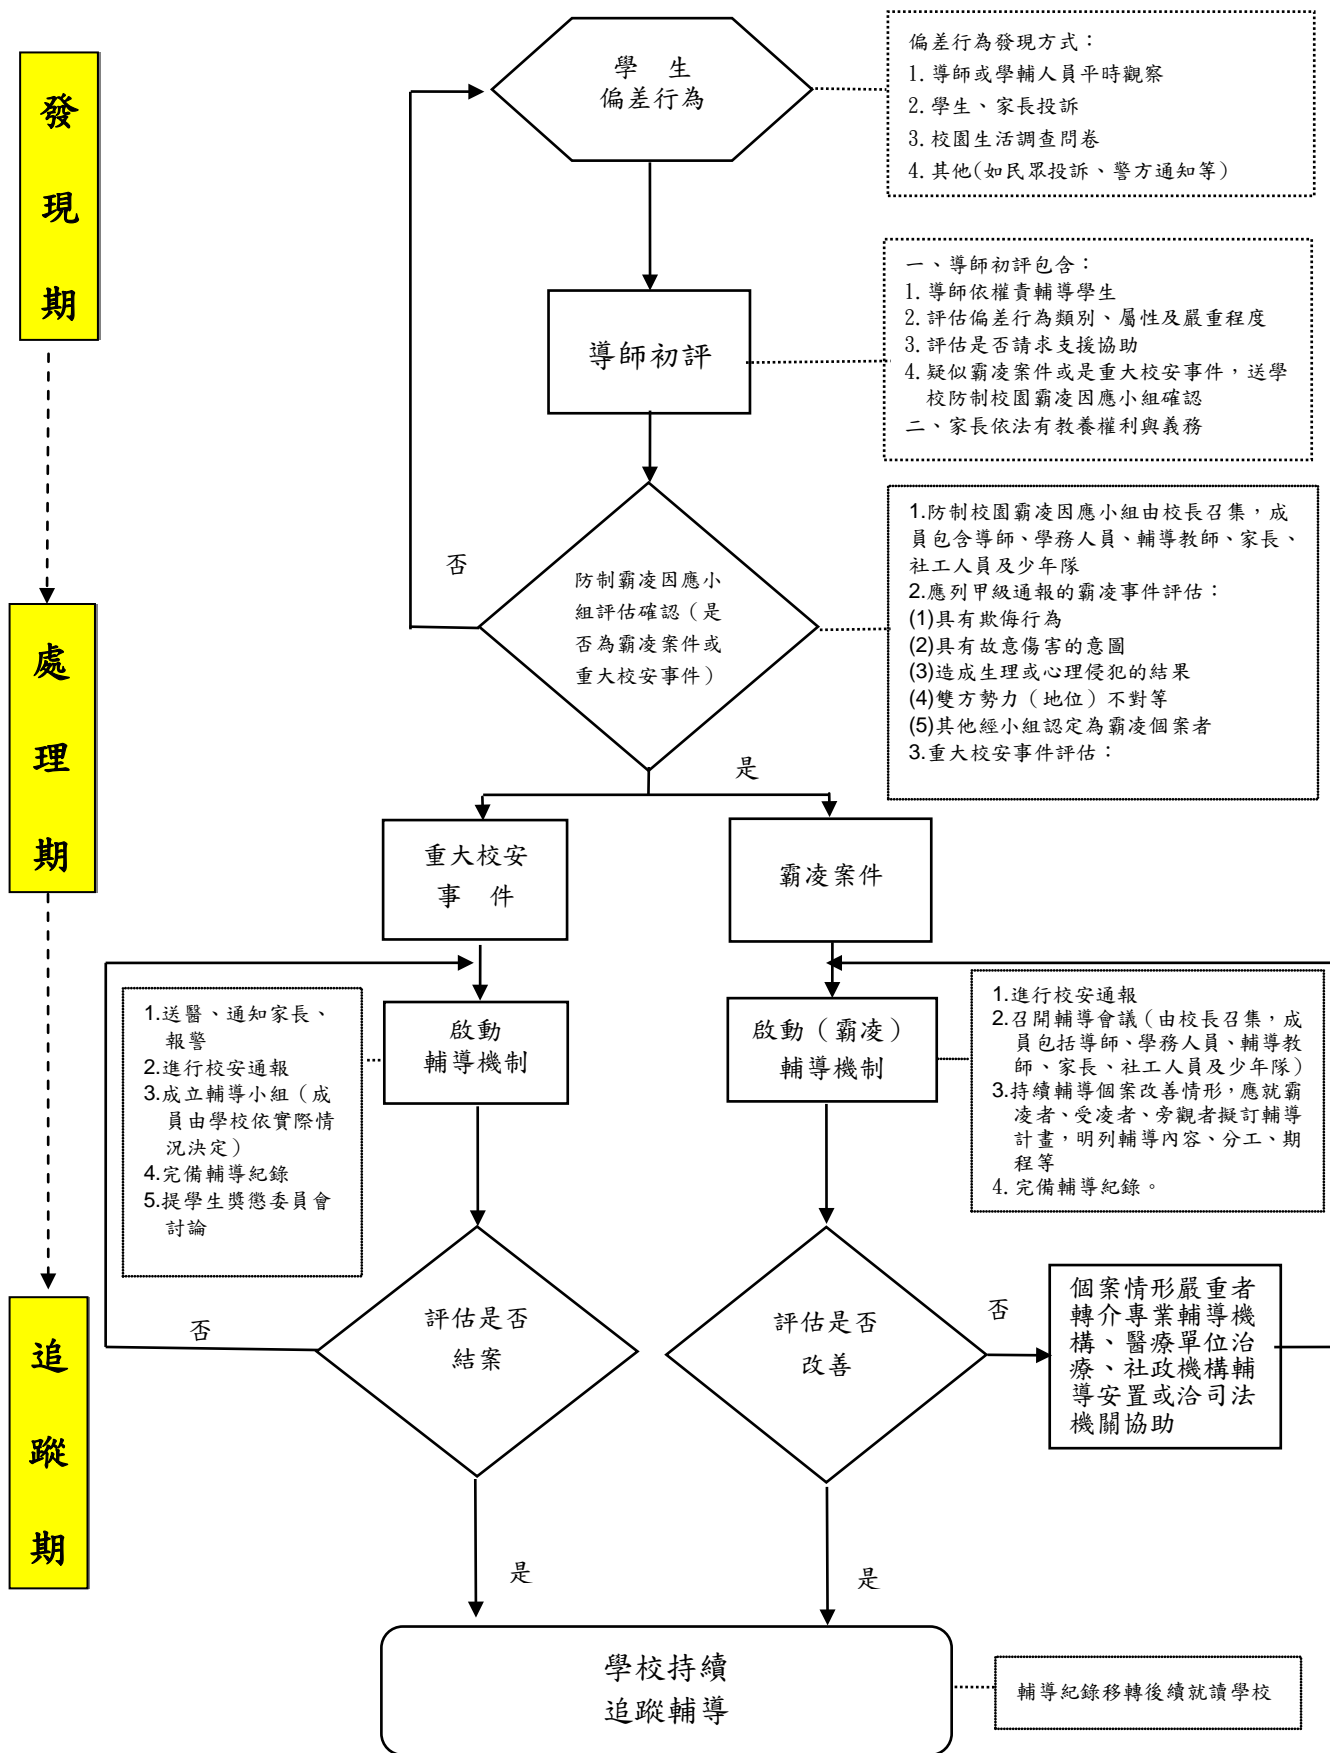 發
現
期
學 生
偏差行為
偏差行為發現方式：
1.導師或學輔人員平時觀察
2.學生、家長投訴
3.校園生活調查問卷
4.其他(如民眾投訴、警方通知等)
導師初評
一、導師初評包含：
1.導師依權責輔導學生
2.評估偏差行為類別、屬性及嚴重程度
3.評估是否請求支援協助
4.疑似霸凌案件或是重大校安事件，送學
校防制校園霸凌因應小組確認
二、家長依法有教養權利與義務
處
理
期
否
防制霸凌因應小
組評估確認（是
否為霸凌案件或
重大校安事件）
1.防制校園霸凌因應小組由校長召集，成
員包含導師、學務人員、輔導教師、家長、
社工人員及少年隊
2.應列甲級通報的霸凌事件評估：
(1)具有欺侮行為
(2)具有故意傷害的意圖
(3)造成生理或心理侵犯的結果
(4)雙方勢力（地位）不對等
(5)其他經小組認定為霸凌個案者
3.重大校安事件評估：
是
重大校安
事 件
霸凌案件
1.送醫、通知家長、
報警
2.進行校安通報
3.成立輔導小組（成
員由學校依實際情
況決定）
4.完備輔導紀錄
5.提學生獎懲委員會
討論
啟動
輔導機制
啟動（霸凌）
輔導機制
1.進行校安通報
2.召開輔導會議（由校長召集，成
員包括導師、學務人員、輔導教
師、家長、社工人員及少年隊）
3.持續輔導個案改善情形，應就霸
凌者、受凌者、旁觀者擬訂輔導
計畫，明列輔導內容、分工、期
程等
4.完備輔導紀錄。
追
蹤
期
否
評估是否
結案
評估是否
改善
否
個案情形嚴重者
轉介專業輔導機
構、醫療單位治
療、社政機構輔
導安置或洽司法
機關協助
是
是
學校持續
追蹤輔導
輔導紀錄移轉後續就讀學校